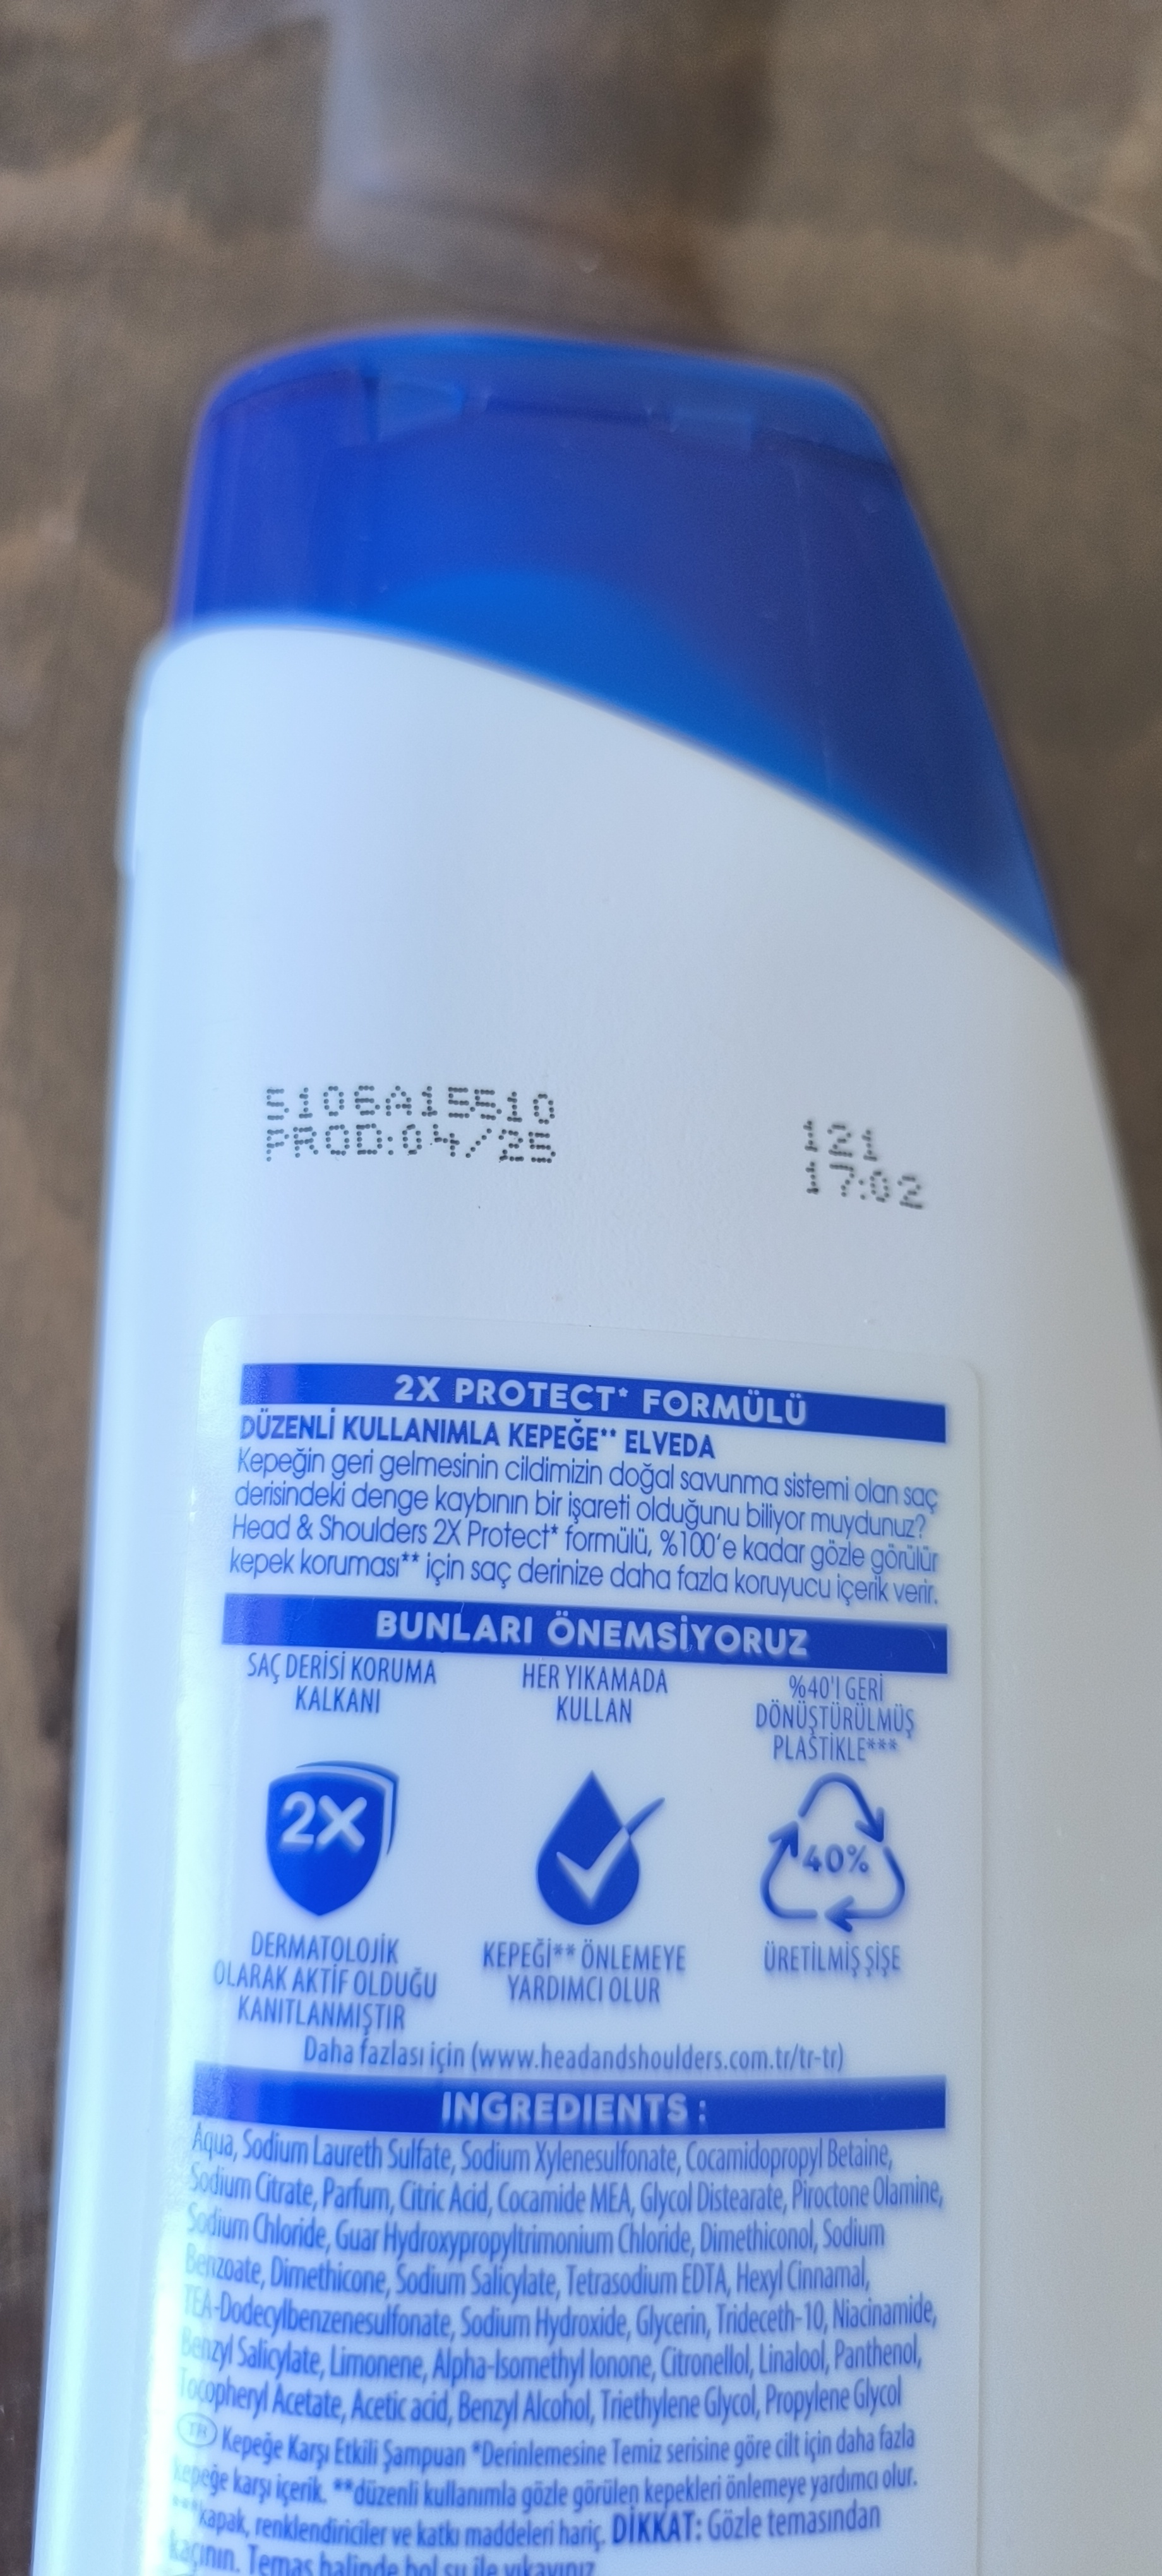 5106A15510
PROD:04/25
121
17:02
2X PROTECT* FORMÜLÜ
DÜZENLİ KULLANIMLA KEPEĞE** ELVEDA
Kepeğin geri gelmesinin cildimizin doğal savunma sistemi olan saç
derisindeki denge kaybının bir işareti olduğunu biliyor muydunuz?
Head & Shoulders 2X Protect* formülü, %100'e kadar gözle görülür
kepek koruması** için saç derinize daha fazla koruyucu içerik verir.
BUNLARI ÖNEMSİYORUZ
SAÇ DERİSİ KORUMA
KALKANI
2X
DERMATOLOJİK
OLARAK AKTİF OLDUĞU
KANITLANMIŞTIR
HER YIKAMADA
KULLAN
KEPEĞİ** ÖNLEMEYE
YARDIMCI OLUR
%40'I GERİ
DÖNÜŞTÜRÜLMÜŞ
PLASTİKLE***
40%
ÜRETİLMİŞ ŞİŞE
Daha fazlası için (www.headandshoulders.com.tr/tr-tr)
INGREDIENTS :
Aqua, Sodium Laureth Sulfate, Sodium Xylenesulfonate, Cocamidopropyl Betaine,
Sodium Citrate, Parfum, Citric Acid, Cocamide MEA, Glycol Distearate, Piroctone Olamine,
Sodium Chloride, Guar Hydroxypropyltrimonium Chloride, Dimethiconol, Sodium
Benzoate, Dimethicone, Sodium Salicylate, Tetrasodium EDTA, Hexyl Cinnamal,
TEA-Dodecylbenzenesulfonate, Sodium Hydroxide, Glycerin, Trideceth-10, Niacinamide,
Benzyl Salicylate, Limonene, Alpha-Isomethyl Ionone, Citronellol, Linalool, Panthenol,
Tocopheryl Acetate, Acetic acid, Benzyl Alcohol, Triethylene Glycol, Propylene Glycol
TR Kepeğe Karşı Etkili Şampuan *Derinlemesine Temiz serisine göre cilt için daha fazla
kepeğe karşı içerik. **düzenli kullanımla gözle görülen kepekleri önlemeye yardımcı olur.
***kapak, renklendiriciler ve katkı maddeleri hariç. DİKKAT: Gözle temasından
kaçının. Temas halinde bol su ile yıkayınız